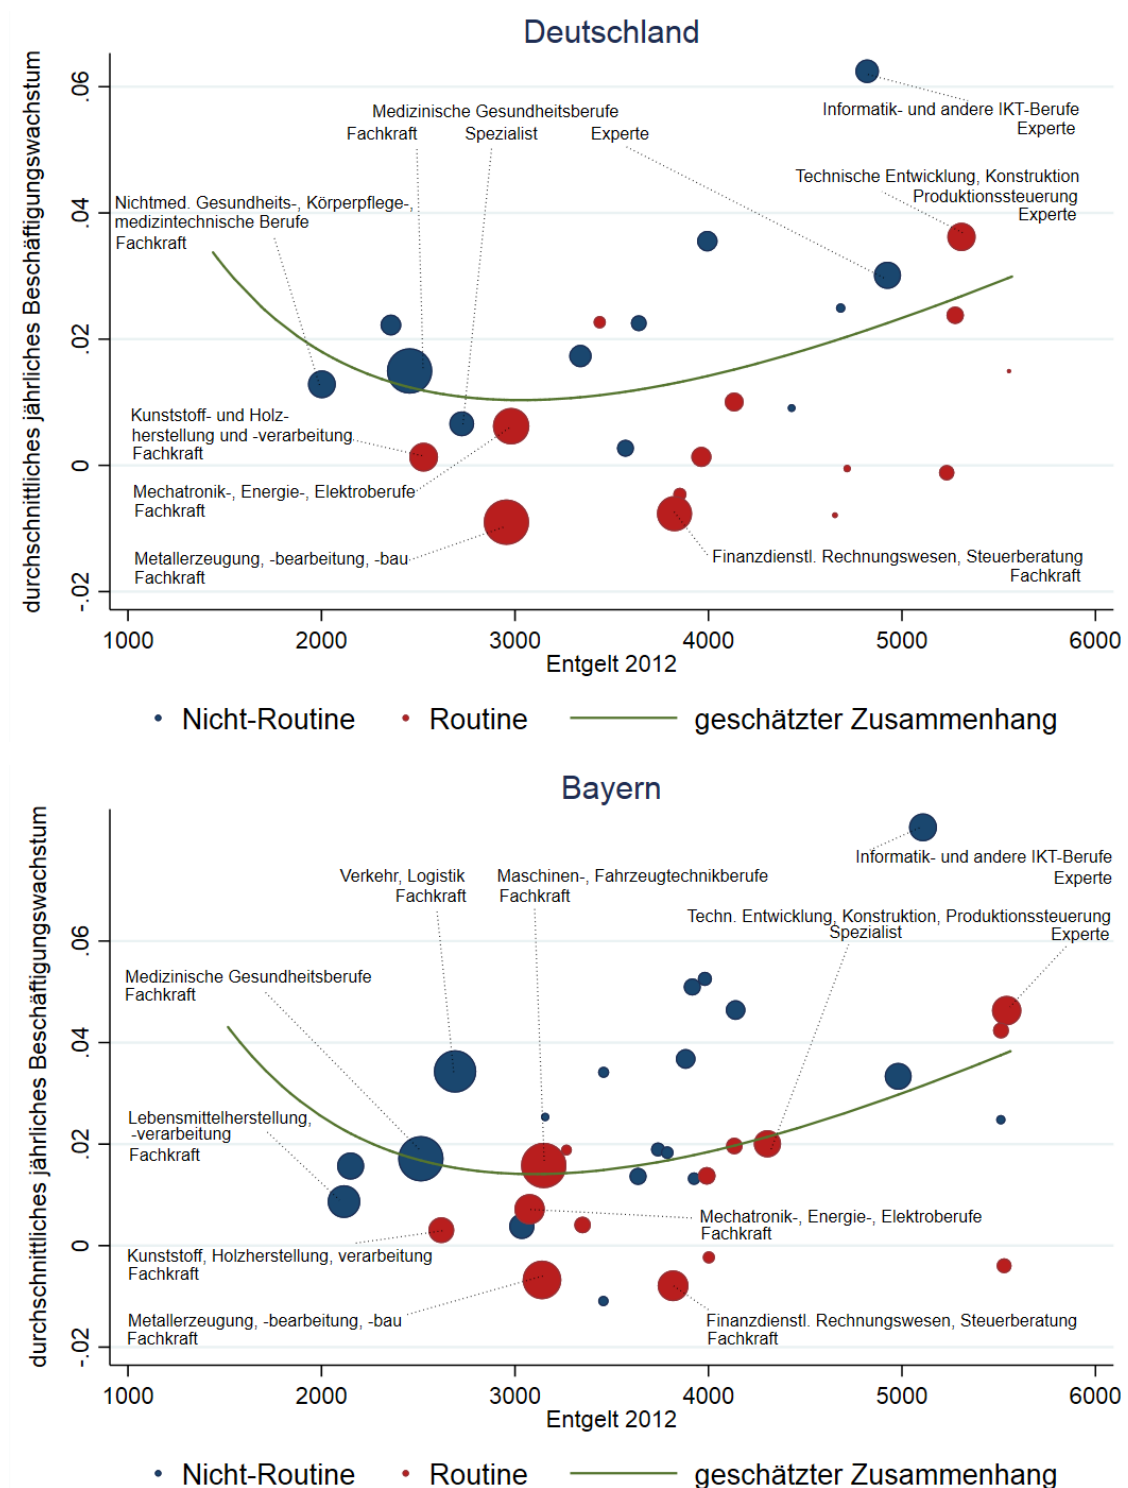 Deutschland
durchschnittliches jährliches Beschäftigungswachstum
.06
.04
.02
0
-.02
Medizinische Gesundheitsberufe
Fachkraft Spezialist Experte
Informatik- und andere IKT-Berufe
Experte
Technische Entwicklung, Konstruktion
Produktionssteuerung
Experte
Nichtmed. Gesundheits-, Körperpflege-,
medizintechnische Berufe
Fachkraft
Kunststoff- und Holz-
herstellung und -verarbeitung
Fachkraft
Mechatronik-, Energie-, Elektroberufe
Fachkraft
Metallerzeugung, -bearbeitung, -bau
Fachkraft
Finanzdienstl. Rechnungswesen, Steuerberatung
Fachkraft
1000 2000 3000 4000 5000 6000
Entgelt 2012
Nicht-Routine Routine geschätzter Zusammenhang
Bayern
durchschnittliches jährliches Beschäftigungswachstum
.06
.04
.02
0
-.02
Informatik- und andere IKT-Berufe
Experte
Verkehr, Logistik
Fachkraft
Maschinen-, Fahrzeugtechnikberufe
Fachkraft
Techn. Entwicklung, Konstruktion, Produktionssteuerung
Spezialist Experte
Medizinische Gesundheitsberufe
Fachkraft
Lebensmittelherstellung,
-verarbeitung
Fachkraft
Mechatronik-, Energie-, Elektroberufe
Fachkraft
Kunststoff, Holzherstellung, verarbeitung
Fachkraft
Metallerzeugung, -bearbeitung, -bau
Fachkraft
Finanzdienstl. Rechnungswesen, Steuerberatung
Fachkraft
1000 2000 3000 4000 5000 6000
Entgelt 2012
Nicht-Routine Routine geschätzter Zusammenhang